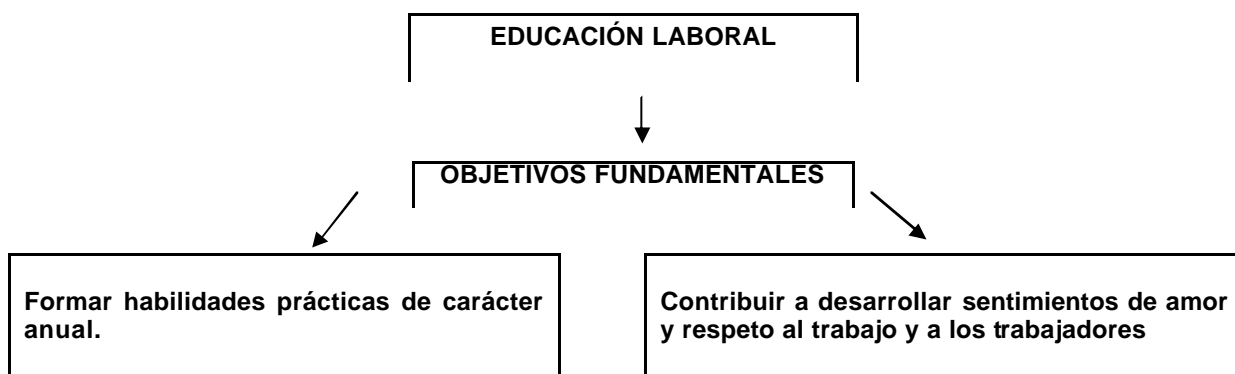 EDUCACIÓN LABORAL
OBJETIVOS FUNDAMENTALES
Formar habilidades prácticas de carácter
anual.
Contribuir a desarrollar sentimientos de amor
y respeto al trabajo y a los trabajadores